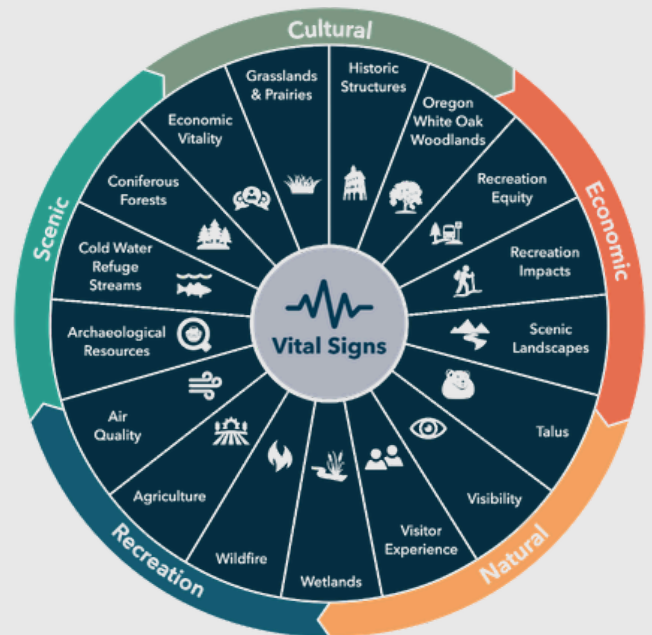 Cultural
Economic
Natural
Recreation
Scenic
Grasslands
& Prairies
Historic
Structures
Oregon
White Oak
Woodlands
Recreation
Equity
Recreation
Impacts
Scenic
Landscapes
Talus
Visibility
Visitor
Experience
Wetlands
Wildfire
Agriculture
Air
Quality
Archaeological
Resources
Cold Water
Refuge
Streams
Coniferous
Forests
Economic
Vitality
Vital Signs